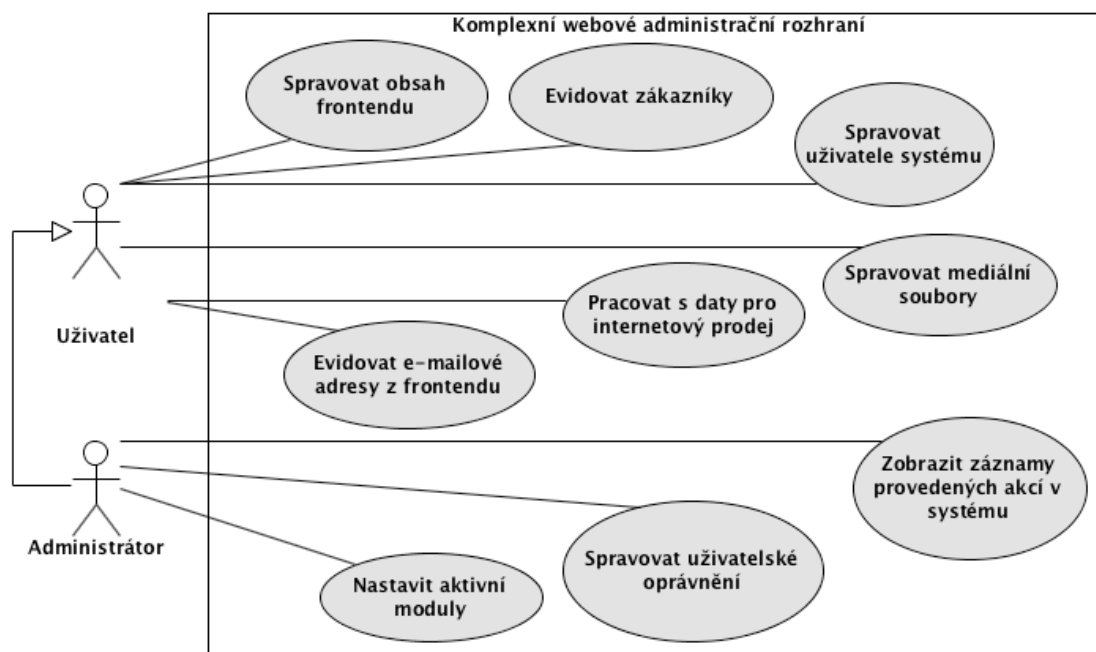 Komplexní webové administrační rozhraní
Spravovat obsah
frontendu
Evidovat zákazníky
Spravovat
uživatele systému
Spravovat mediální
soubory
Pracovat s daty pro
internetový prodej
Uživatel
Evidovat e-mailové
adresy z frontendu
Zobrazit záznamy
provedených akcí v
systému
Administrátor
Spravovat uživatelské
oprávnění
Nastavit aktivní
moduly